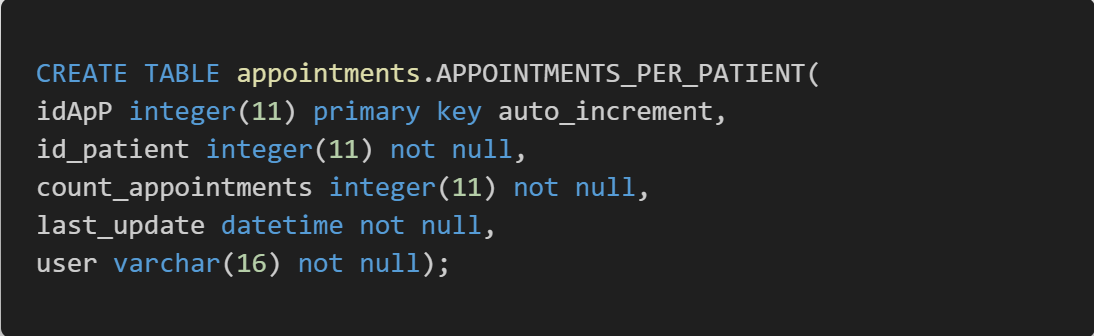 CREATE TABLE appointments.APPOINTMENTS_PER_PATIENT(
idApP integer(11) primary key auto_increment,
id_patient integer(11) not null,
count_appointments integer(11) not null,
last_update datetime not null,
user varchar(16) not null);